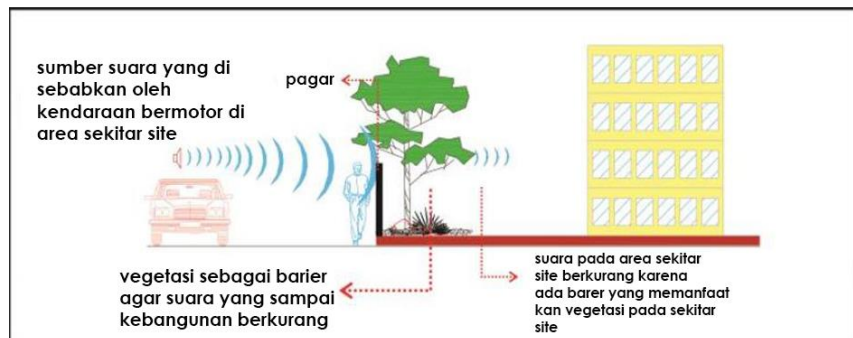 sumber suara yang di
sebabkan oleh
kendaraan bermotor di
area sekitar site
pagar
vegetasi sebagai barier
agar suara yang sampai
kebangunan berkurang
suara pada area sekitar
site berkurang karena
ada barer yang memanfaat
kan vegetasi pada sekitar
site